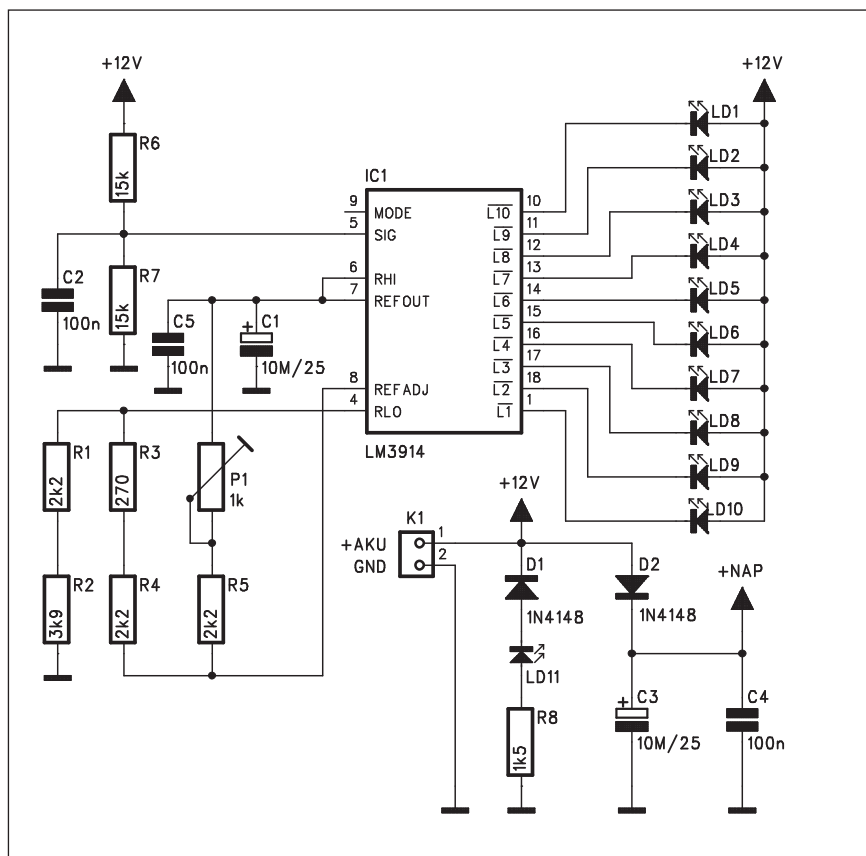 +12V
+12V
R6
15k
LD1
LD2
LD3
LD4
LD5
LD6
LD7
LD8
LD9
LD10
IC1
9
MODE
5
SIG
6
RHI
7
REFOUT
8
REFADJ
4
RLO
L10
10
L9
11
L8
12
L7
13
L6
14
L5
15
L4
16
L3
17
L2
18
L1
1
LM3914
C2
100n
R7
15k
C5
100n
+
C1
10M/25
R1
2k2
R3
270
P1
1k
R2
3k9
R4
2k2
R5
2k2
K1
+AKU
1
GND
2
+12V
D1
1N4148
D2
1N4148
+NAP
LD11
R8
1k5
+
C3
10M/25
C4
100n